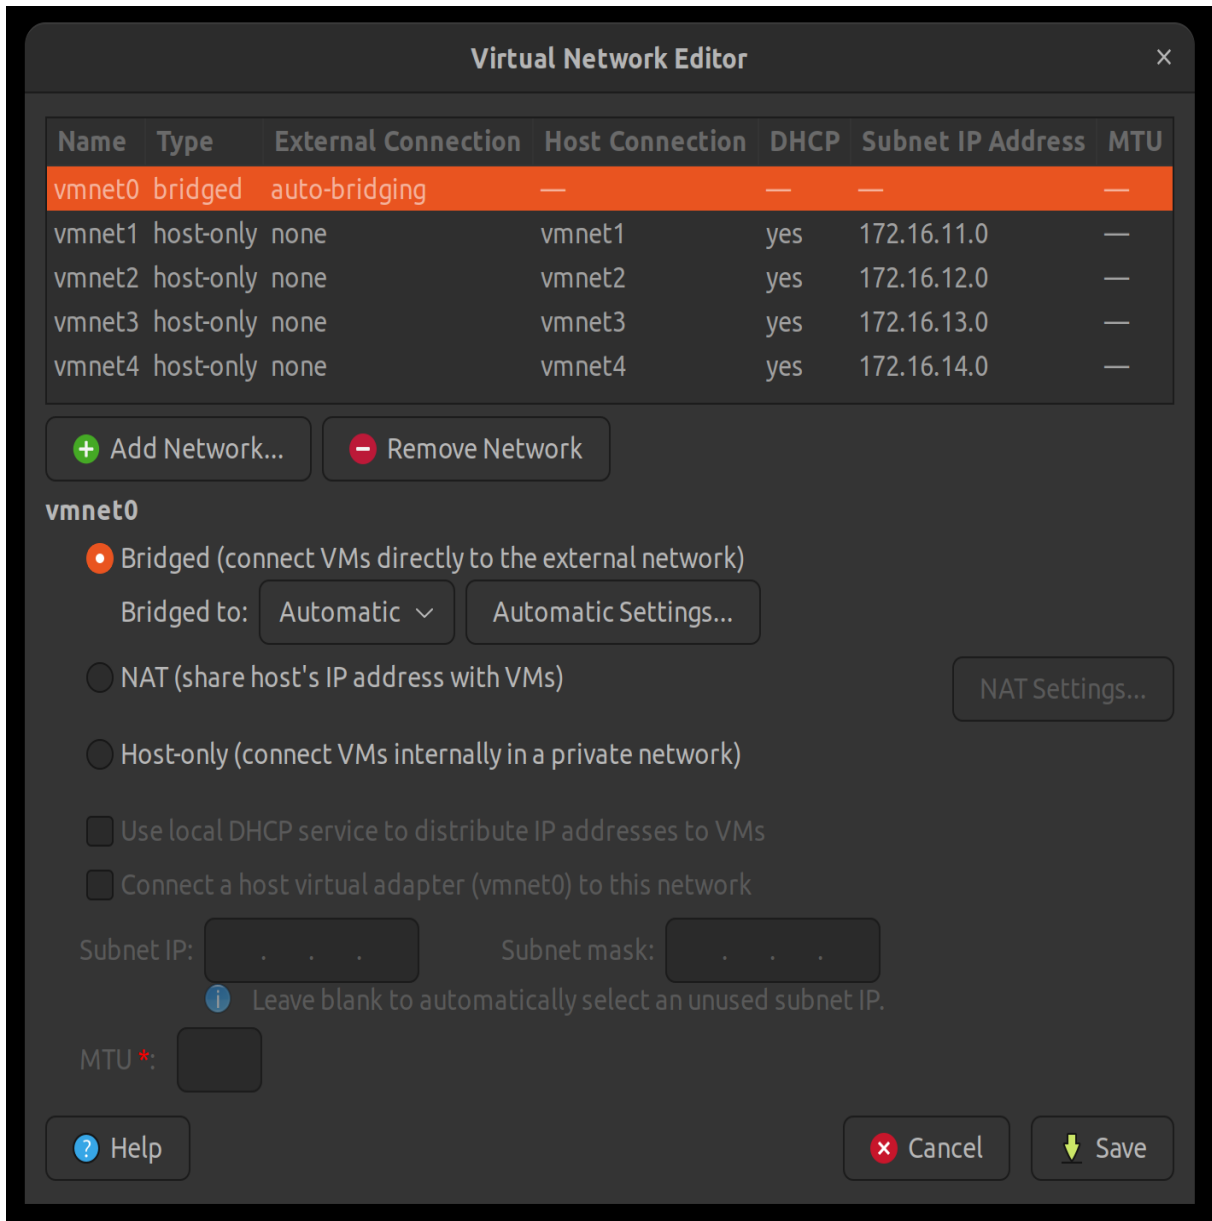 Virtual Network Editor ×
Name Type External Connection Host Connection DHCP Subnet IP Address MTU
vmnet0 bridged auto-bridging — — — —
vmnet1 host-only none vmnet1 yes 172.16.11.0 —
vmnet2 host-only none vmnet2 yes 172.16.12.0 —
vmnet3 host-only none vmnet3 yes 172.16.13.0 —
vmnet4 host-only none vmnet4 yes 172.16.14.0 —
Add Network... Remove Network
vmnet0
Bridged (connect VMs directly to the external network)
Bridged to: Automatic Automatic Settings...
NAT (share host's IP address with VMs)
NAT Settings...
Host-only (connect VMs internally in a private network)
Use local DHCP service to distribute IP addresses to VMs
Connect a host virtual adapter (vmnet0) to this network
Subnet IP: . . . Subnet mask: . . .
Leave blank to automatically select an unused subnet IP.
MTU *:
Help Cancel Save